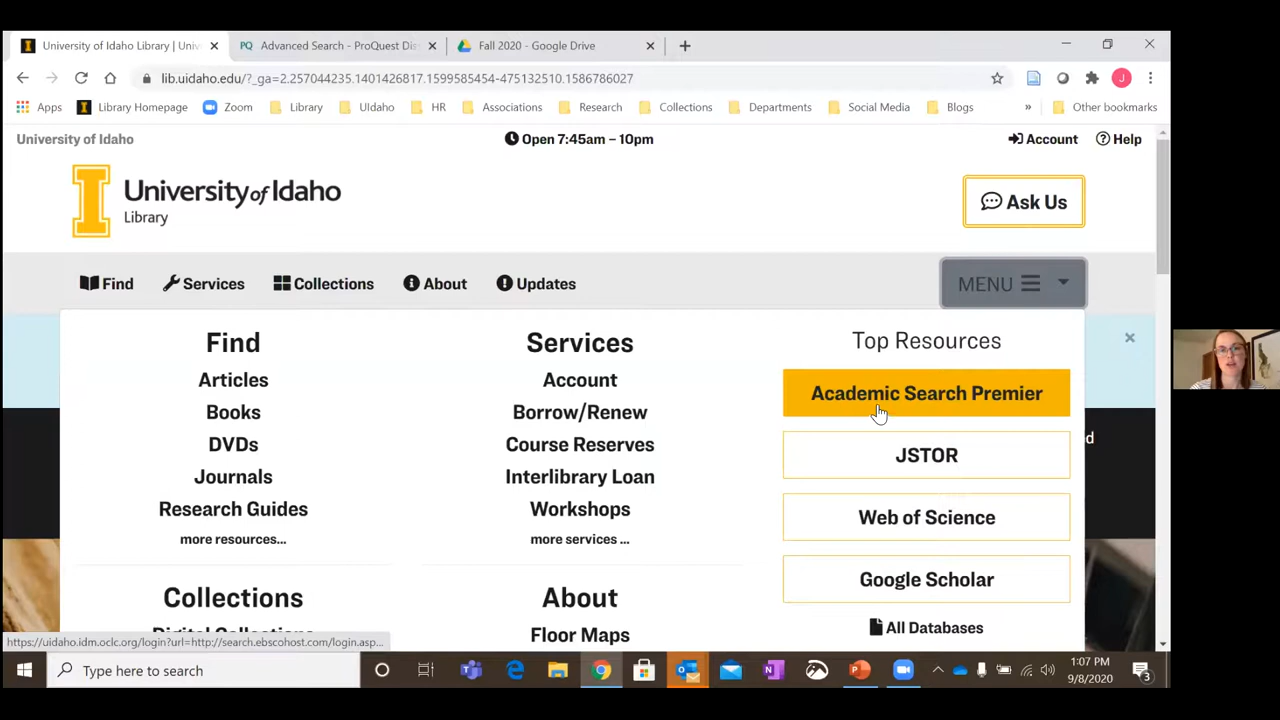 University of Idaho Library | Univ
PQ Advanced Search - ProQuest Dis
Fall 2020 - Google Drive
lib.uidaho.edu/?_ga=2.257044235.1401426817.1599585454-475132510.1586786027
J
Apps
Library Homepage
Zoom
Library
UIdaho
HR
Associations
Research
Collections
Departments
Social Media
Blogs
»
Other bookmarks
University of Idaho
Open 7:45am – 10pm
Account
Help
I
University of Idaho
Library
Ask Us
Find
Services
Collections
About
Updates
MENU
Find
Articles
Books
DVDs
Journals
Research Guides
more resources...
Services
Account
Borrow/Renew
Course Reserves
Interlibrary Loan
Workshops
more services ...
Top Resources
Academic Search Premier
JSTOR
Web of Science
Google Scholar
All Databases
d
Collections
Digital Collections
About
Floor Maps
https://uidaho.idm.oclc.org/login?url=http://search.ebscohost.com/login.asp...
Type here to search
1:07 PM
9/8/2020
3